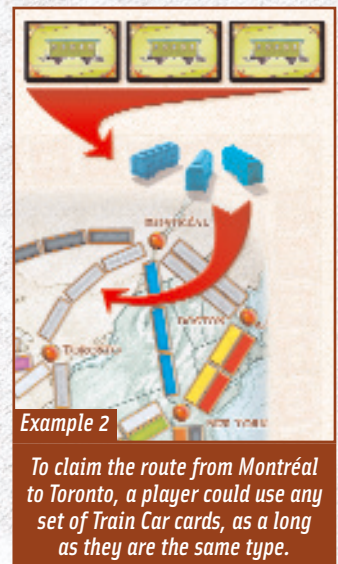 MONTRÉAL
BOSTON
TORONTO
NEW YORK
Example 2
To claim the route from Montréal
to Toronto, a player could use any
set of Train Car cards, as a long
as they are the same type.